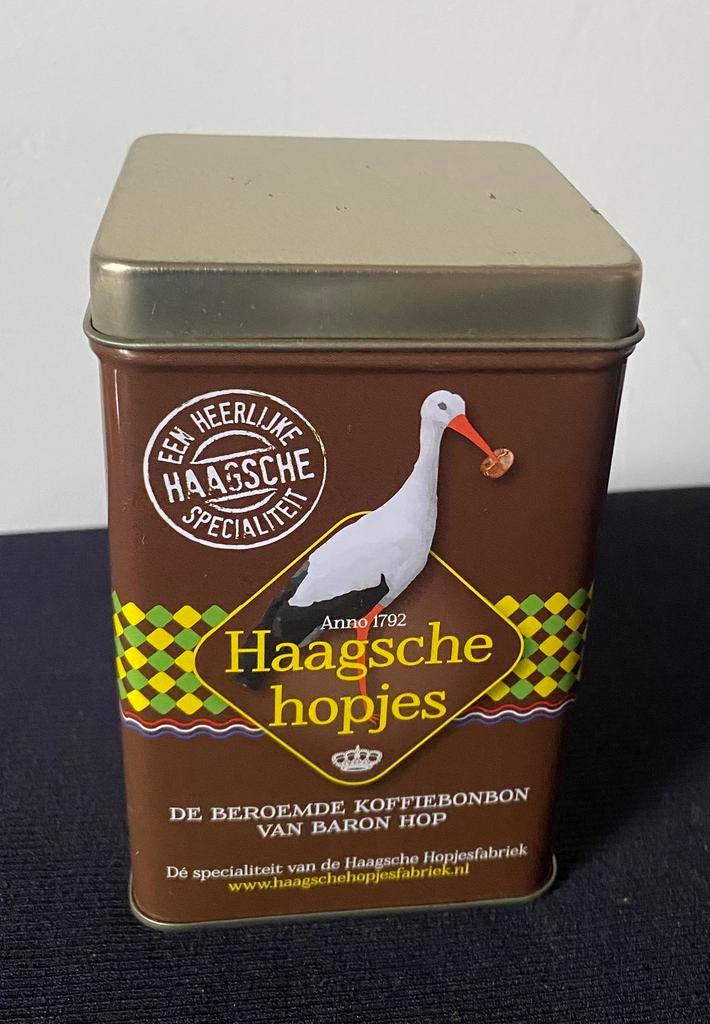 EEN HEERLIJKE
HAAGSCHE
SPECIALITEIT
Anno 1792
Haagsche
hopjes
DE BEROEMDE KOFFIEBONBON
VAN BARON HOP
Dé specialiteit van de Haagsche Hopjesfabriek
www.haagschehopjesfabriek.nl